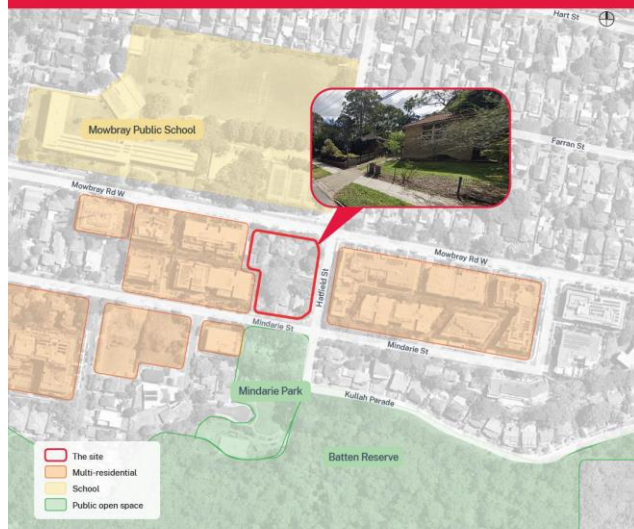 Hart St
Farran St
Mowbray Public School
Mowbray Rd W
Mowbray Rd W
Hatfield St
Mindarie St
Mindarie St
Mindarie Park
Kullah Parade
Batten Reserve
The site
Multi-residential
School
Public open space